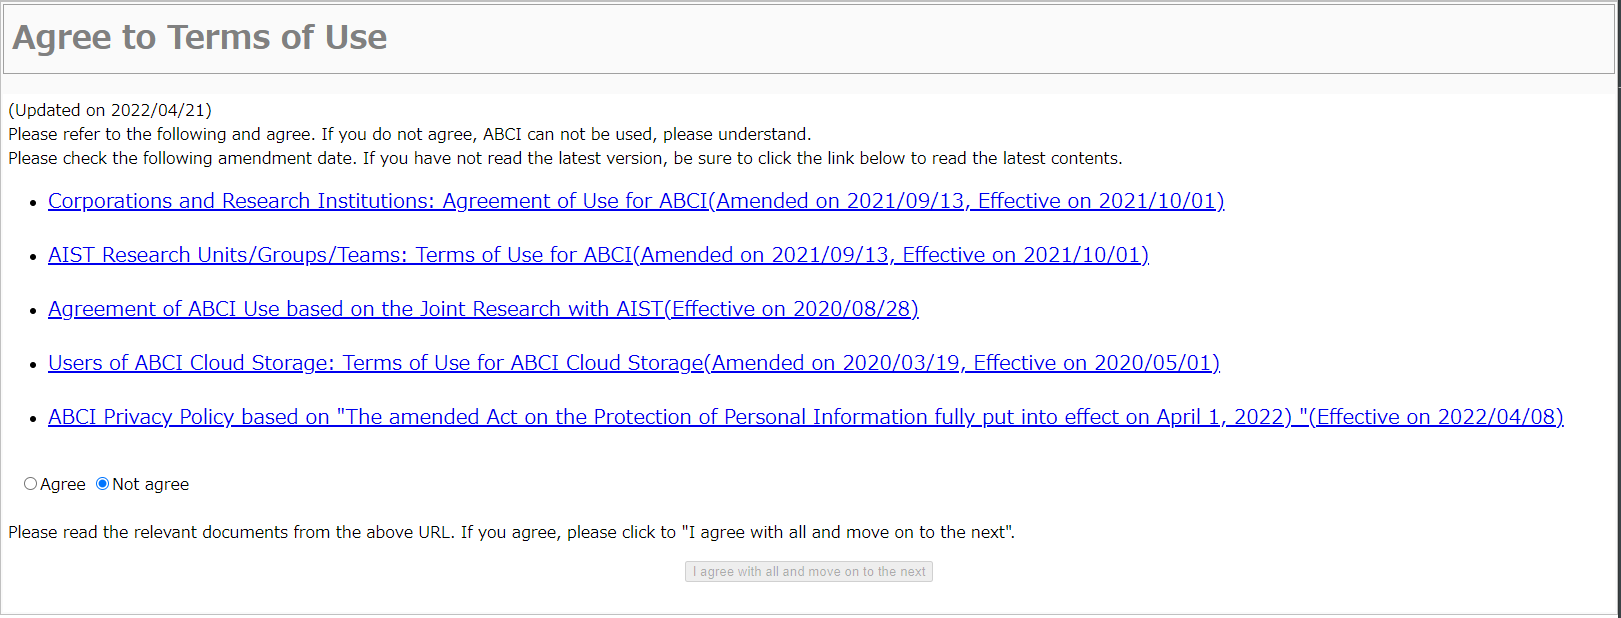 Agree to Terms of Use
(Updated on 2022/04/21)
Please refer to the following and agree. If you do not agree, ABCI can not be used, please understand.
Please check the following amendment date. If you have not read the latest version, be sure to click the link below to read the latest contents.
• Corporations and Research Institutions: Agreement of Use for ABCI(Amended on 2021/09/13, Effective on 2021/10/01)
• AIST Research Units/Groups/Teams: Terms of Use for ABCI(Amended on 2021/09/13, Effective on 2021/10/01)
• Agreement of ABCI Use based on the Joint Research with AIST(Effective on 2020/08/28)
• Users of ABCI Cloud Storage: Terms of Use for ABCI Cloud Storage(Amended on 2020/03/19, Effective on 2020/05/01)
• ABCI Privacy Policy based on "The amended Act on the Protection of Personal Information fully put into effect on April 1, 2022) "(Effective on 2022/04/08)
Agree Not agree
Please read the relevant documents from the above URL. If you agree, please click to "I agree with all and move on to the next".
I agree with all and move on to the next